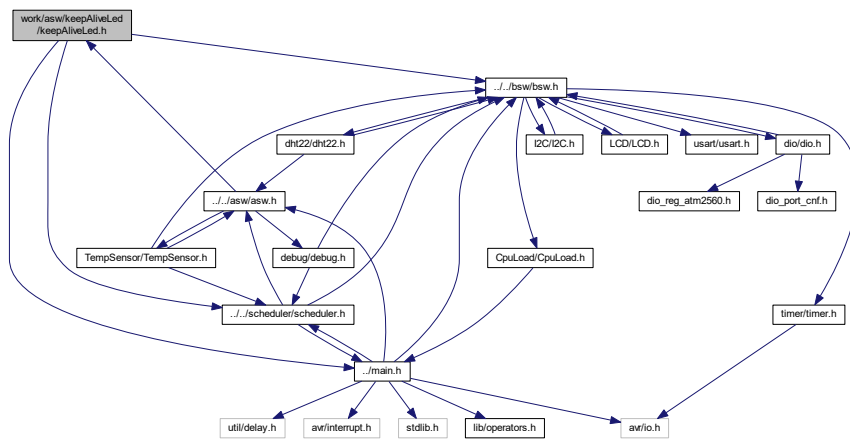 work/asw/keepAliveLed
/keepAliveLed.h
../../bsw/bsw.h
dht22/dht22.h
I2C/I2C.h
LCD/LCD.h
usart/usart.h
dio/dio.h
../../asw/asw.h
dio_reg_atm2560.h
dio_port_cnf.h
TempSensor/TempSensor.h
debug/debug.h
CpuLoad/CpuLoad.h
../../scheduler/scheduler.h
timer/timer.h
../main.h
util/delay.h
avr/interrupt.h
stdlib.h
lib/operators.h
avr/io.h